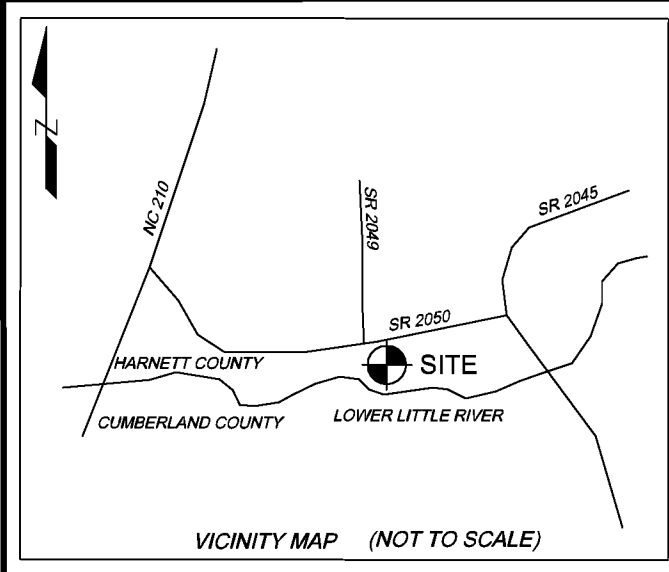 N
NC 210
SR 2049
SR 2045
SR 2050
HARNETT COUNTY
SITE
CUMBERLAND COUNTY
LOWER LITTLE RIVER
VICINITY MAP (NOT TO SCALE)